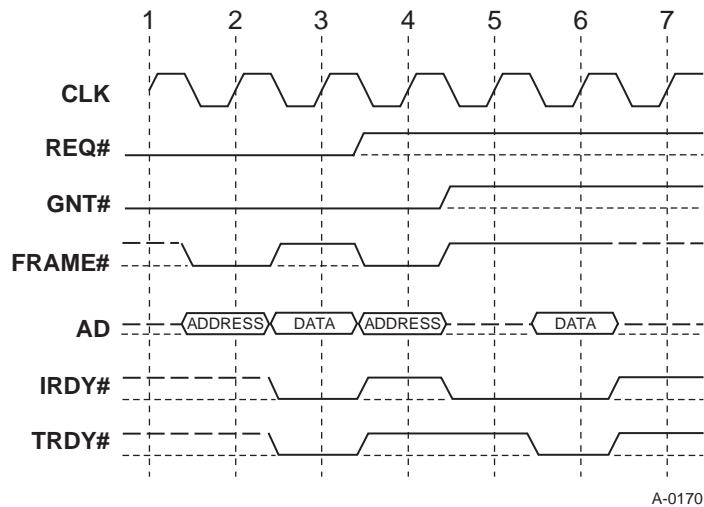 1 2 3 4 5 6 7
CLK
REQ#
GNT#
FRAME#
AD ADDRESS DATA ADDRESS DATA
IRDY#
TRDY#
A-0170